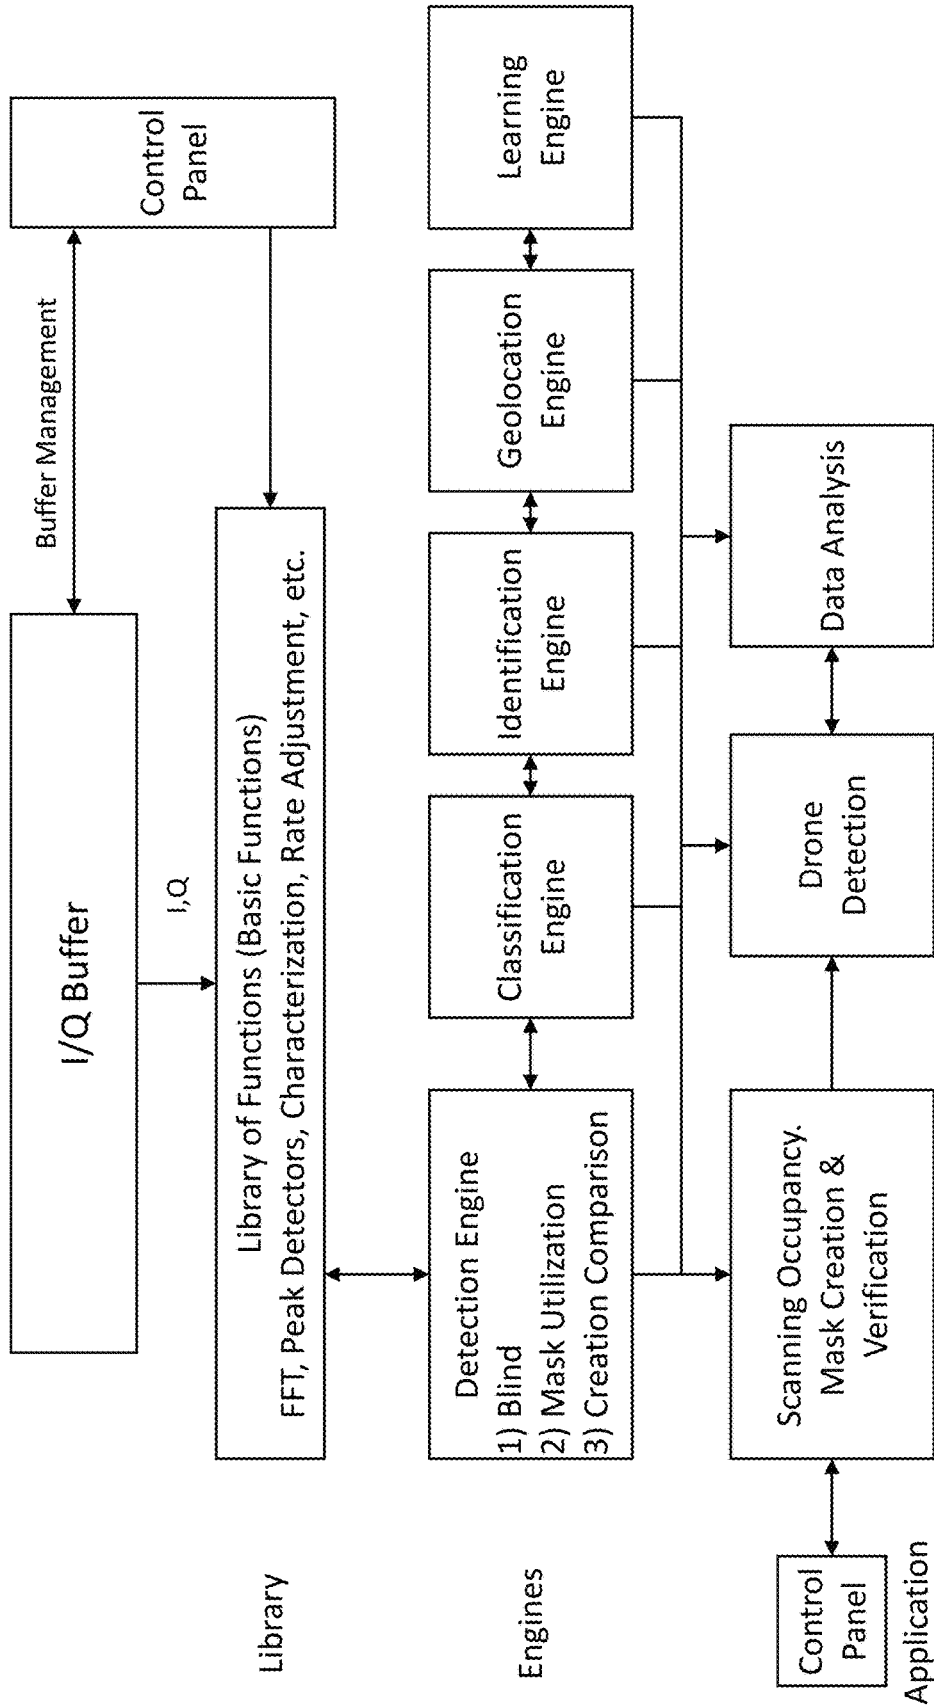 I/Q Buffer
Buffer Management
Control
Panel
I,Q
Library
Library of Functions (Basic Functions)
FFT, Peak Detectors, Characterization, Rate Adjustment, etc.
Engines
Detection Engine
1) Blind
2) Mask Utilization
3) Creation Comparison
Classification
Engine
Identification
Engine
Geolocation
Engine
Learning
Engine
Control
Panel
Application
Scanning Occupancy.
Mask Creation &
Verification
Drone
Detection
Data Analysis